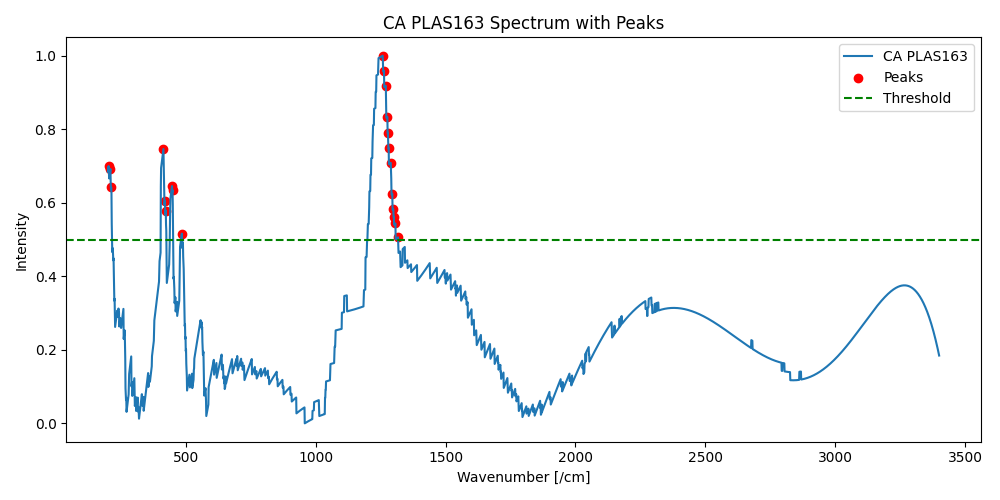 CA PLAS163 Spectrum with Peaks
CA PLAS163
Peaks
Threshold
Intensity
1.0
0.8
0.6
0.4
0.2
0.0
500 1000 1500 2000 2500 3000 3500
Wavenumber [/cm]